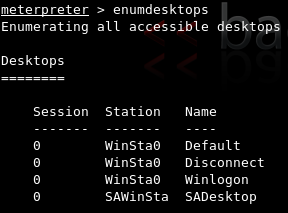 meterpreter > enumdesktops
Enumerating all accessible desktops

Desktops
========

    Session  Station   Name
    -------  -------   ----
    0        WinSta0   Default
    0        WinSta0   Disconnect
    0        WinSta0   Winlogon
    0        SAWinSta  SADesktop